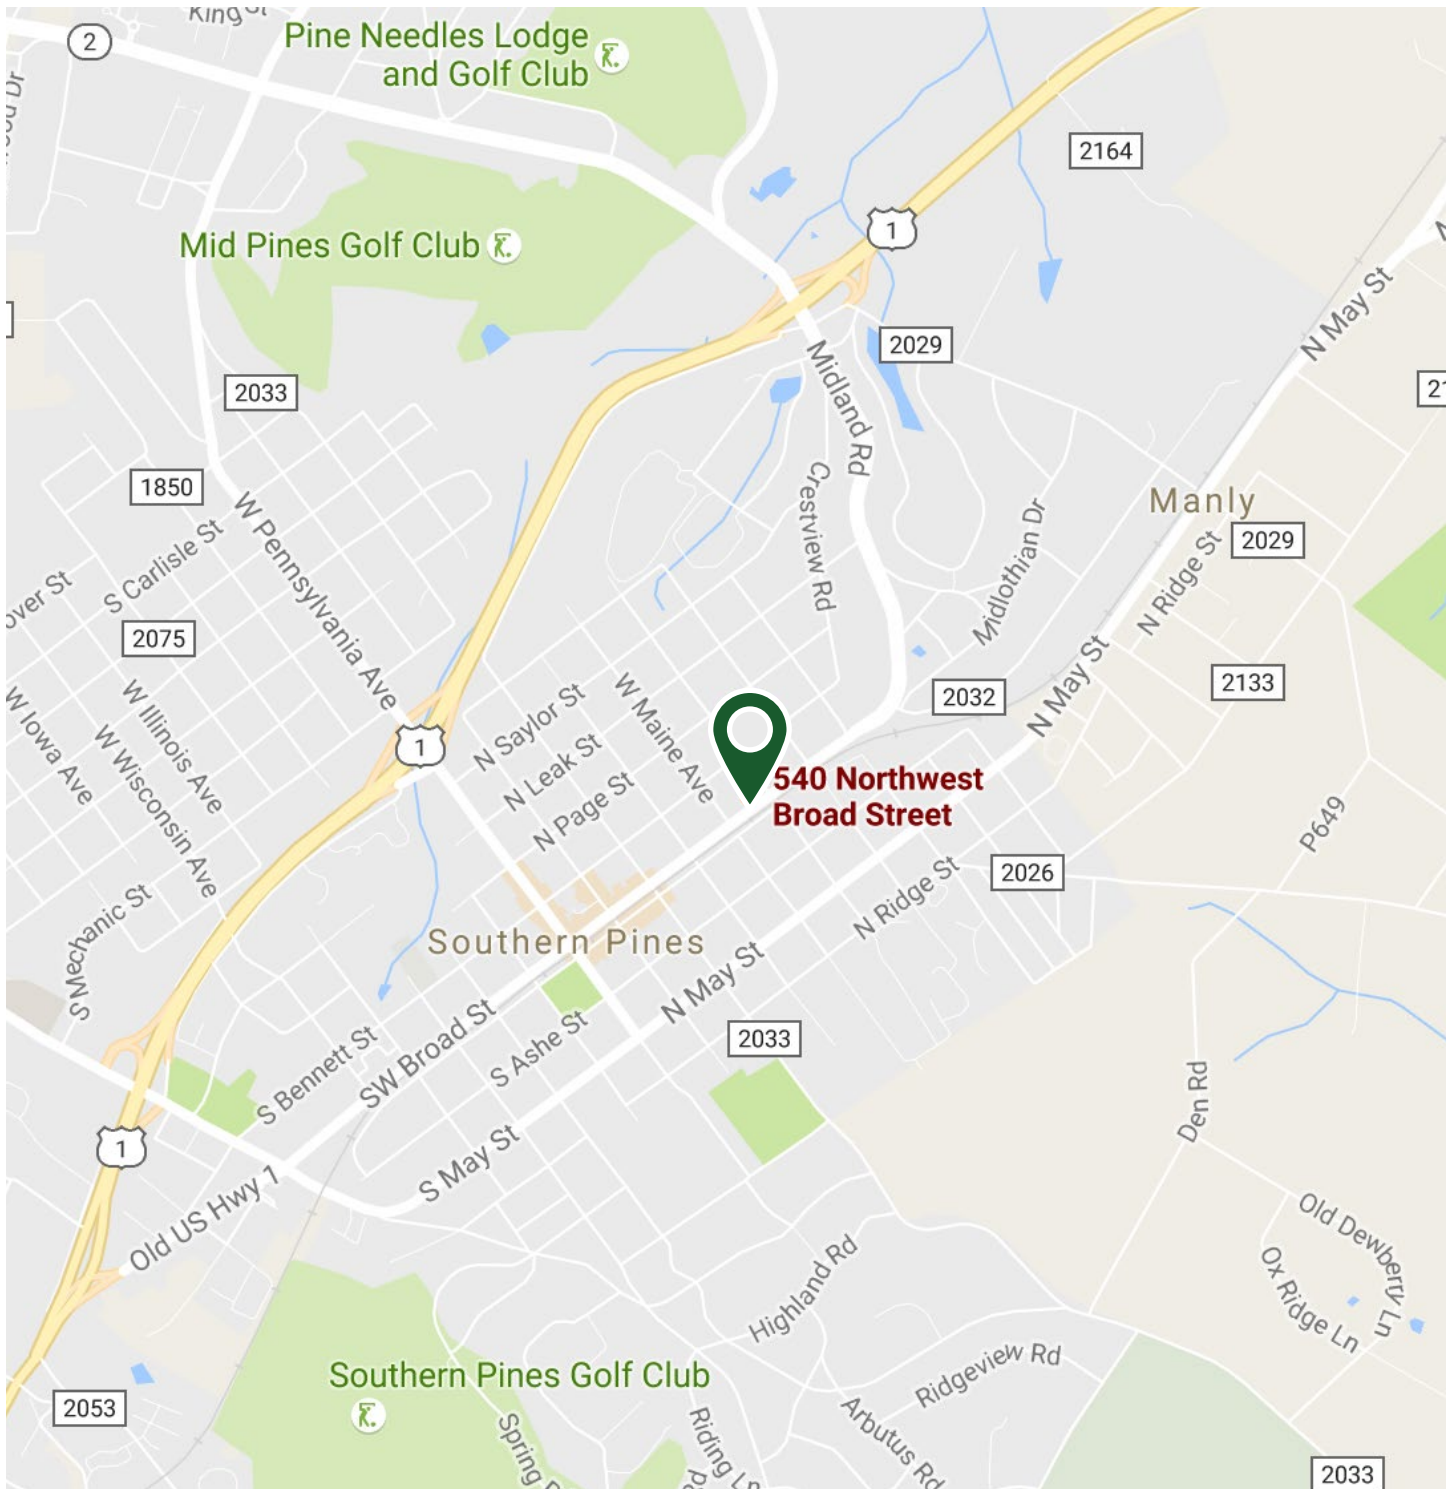 King St
2
Pine Needles Lodge
and Golf Club
2164
1
Mid Pines Golf Club
N May St
2029
Midland Rd
2033
1850
Crestview Rd
Manly
W Pennsylvania Ave
S Carlisle St
Midlothian Dr
N Ridge St
2029
2075
W Iowa Ave
W Illinois Ave
W Wisconsin Ave
N Saylor St
W Maine Ave
2032
N May St
2133
1
N Leak St
N Page St
540 Northwest
Broad Street
P649
2026
N Ridge St
S Mechanic St
Southern Pines
N May St
SW Broad St
S Bennett St
S Ashe St
2033
Den Rd
1
S May St
Old US Hwy 1
Highland Rd
Old Dewberry Ln
Ox Ridge Ln
Ridgeview Rd
Southern Pines Golf Club
2053
Spring
Riding Ln
Arbutus Rd
2033